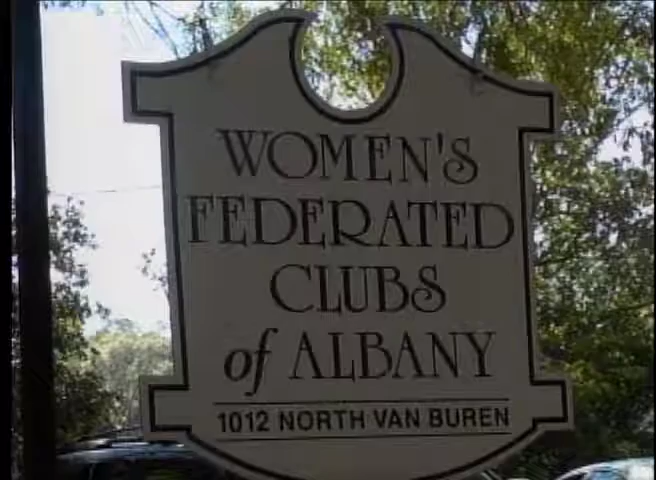 WOMEN'S
FEDERATED
CLUBS
of ALBANY
1012 NORTH VAN BUREN